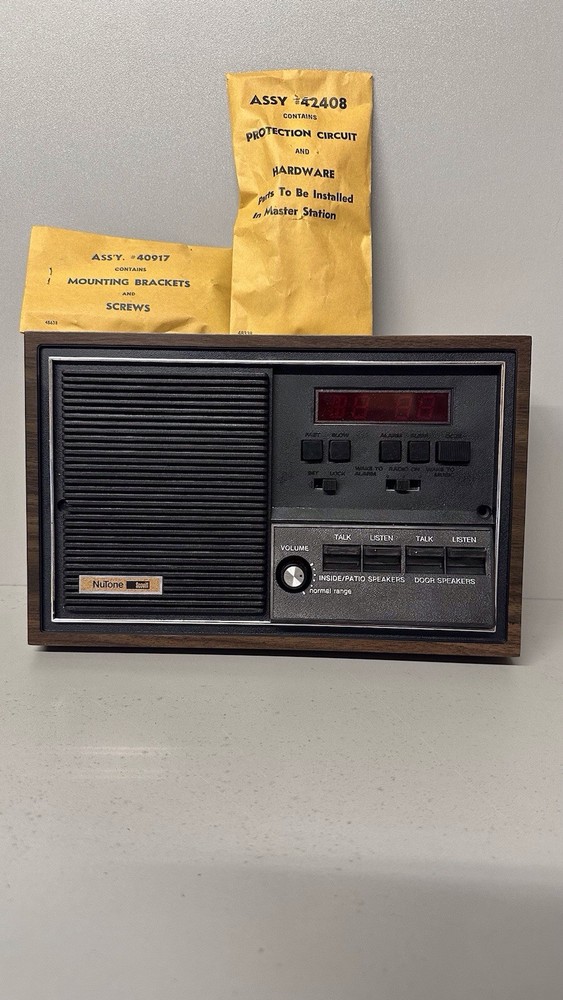 ASSY #42408
CONTAINS
PROTECTION CIRCUIT
AND
HARDWARE
Parts To Be Installed
In Master Station
ASS'Y. #40917
CONTAINS
MOUNTING BRACKETS
AND
SCREWS
FAST SLOW ALARM
SET LOCK WAKE TO ALARM RADIO ON WAKE TO MUSIC
TALK LISTEN TALK LISTEN
VOLUME
INSIDE/PATIO SPEAKERS DOOR SPEAKERS
normal range
NuTone